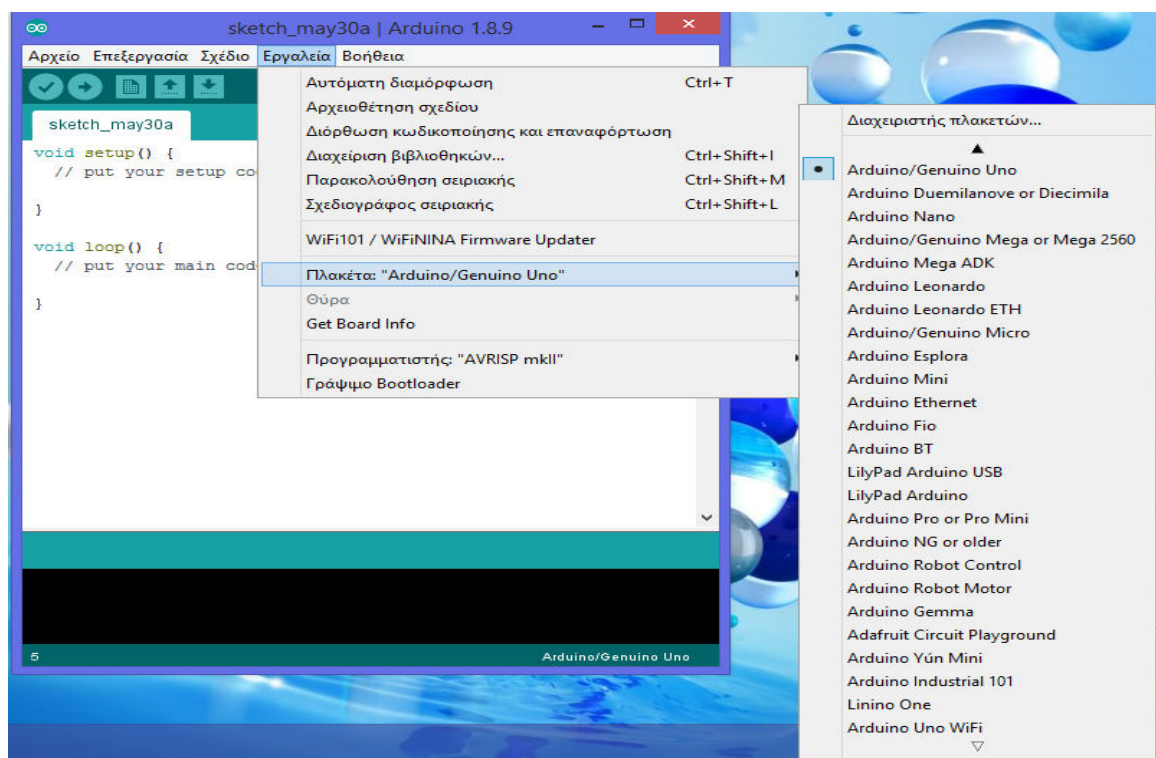 sketch_may30a | Arduino 1.8.9
Αρχείο Επεξεργασία Σχέδιο Εργαλεία Βοήθεια
sketch_may30a
void setup() {
// put your setup co
}
void loop() {
// put your main cod
}
Αυτόματη διαμόρφωση Ctrl+T
Αρχειοθέτηση σχεδίου
Διόρθωση κωδικοποίησης και επαναφόρτωση
Διαχείριση βιβλιοθηκών... Ctrl+Shift+I
Παρακολούθηση σειριακής Ctrl+Shift+M
Σχεδιογράφος σειριακής Ctrl+Shift+L
WiFi101 / WiFiNINA Firmware Updater
Πλακέτα: "Arduino/Genuino Uno"
Θύρα
Get Board Info
Προγραμματιστής: "AVRISP mkII"
Γράψιμο Bootloader
Διαχειριστής πλακετών...
Arduino/Genuino Uno
Arduino Duemilanove or Diecimila
Arduino Nano
Arduino/Genuino Mega or Mega 2560
Arduino Mega ADK
Arduino Leonardo
Arduino Leonardo ETH
Arduino/Genuino Micro
Arduino Esplora
Arduino Mini
Arduino Ethernet
Arduino Fio
Arduino BT
LilyPad Arduino USB
LilyPad Arduino
Arduino Pro or Pro Mini
Arduino NG or older
Arduino Robot Control
Arduino Robot Motor
Arduino Gemma
Adafruit Circuit Playground
Arduino Yún Mini
Arduino Industrial 101
Linino One
Arduino Uno WiFi
5 Arduino/Genuino Uno